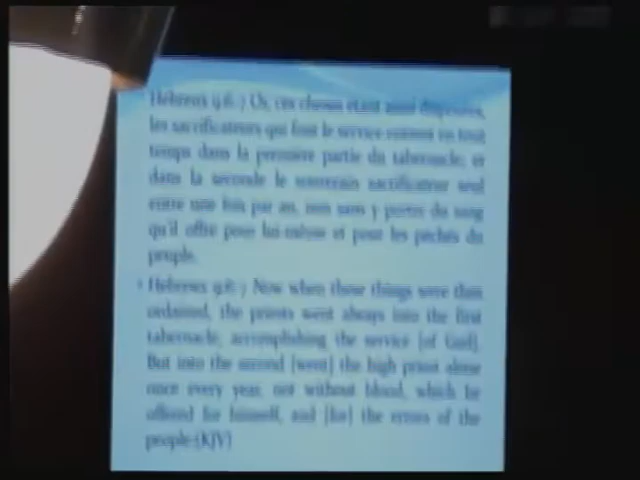 Hébreux 9:6-7 Or, ces choses étant ainsi disposées,
les sacrificateurs qui font le service entrent en tout
temps dans la première partie du tabernacle; et
dans la seconde le souverain sacrificateur seul
entre une fois par an, non sans y porter du sang
qu'il offre pour lui-même et pour les péchés du
peuple.
• Hebrews 9:6-7 Now when these things were thus
ordained, the priests went always into the first
tabernacle, accomplishing the service [of God].
But into the second [went] the high priest alone
once every year, not without blood, which he
offered for himself, and [for] the errors of the
people:(KJV)